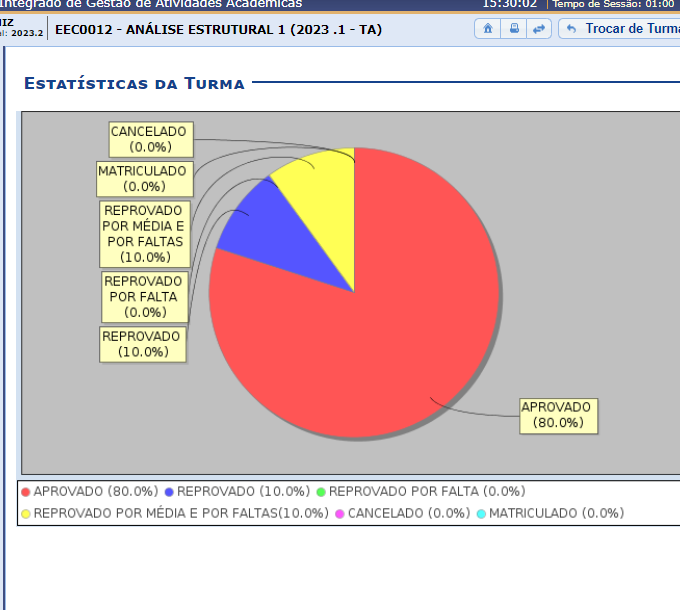 Integrado de Gestão de Atividades Acadêmicas 15:30:02 | Tempo de Sessão: 01:00
IZ
al: 2023.2
EEC0012 - ANÁLISE ESTRUTURAL 1 (2023 .1 - TA)
Trocar de Turma
ESTATÍSTICAS DA TURMA
CANCELADO
(0.0%)
MATRICULADO
(0.0%)
REPROVADO
POR MÉDIA E
POR FALTAS
(10.0%)
REPROVADO
POR FALTA
(0.0%)
REPROVADO
(10.0%)
APROVADO
(80.0%)
APROVADO (80.0%) REPROVADO (10.0%) REPROVADO POR FALTA (0.0%)
REPROVADO POR MÉDIA E POR FALTAS(10.0%) CANCELADO (0.0%) MATRICULADO (0.0%)